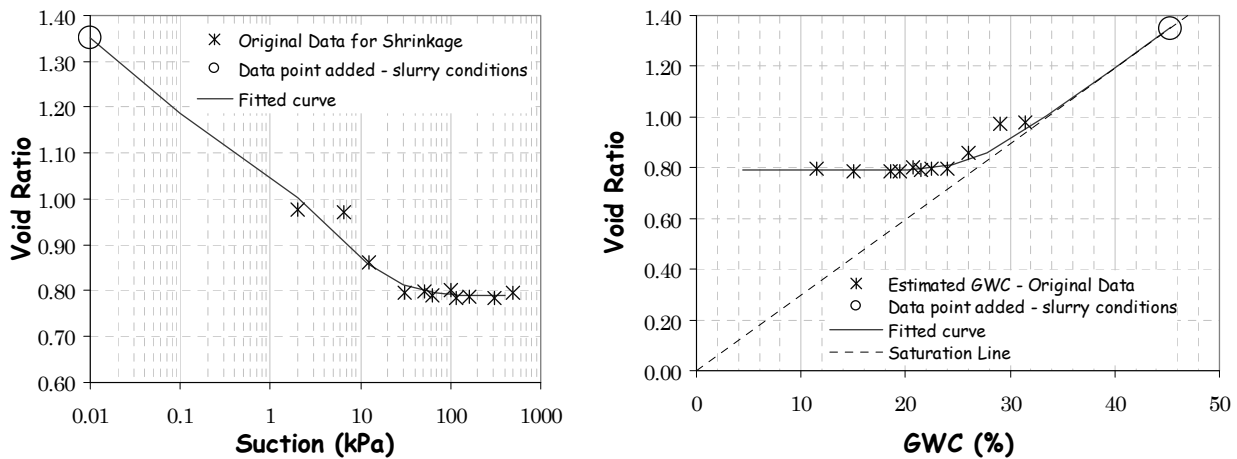 1.40
1.30
1.20
1.10
1.00
0.90
0.80
0.70
0.60
Void Ratio
Original Data for Shrinkage
Data point added - slurry conditions
Fitted curve
0.01 0.1 1 10 100 1000
Suction (kPa)
1.40
1.20
1.00
0.80
0.60
0.40
0.20
0.00
Void Ratio
Estimated GWC - Original Data
Data point added - slurry conditions
Fitted curve
Saturation Line
0 10 20 30 40 50
GWC (%)